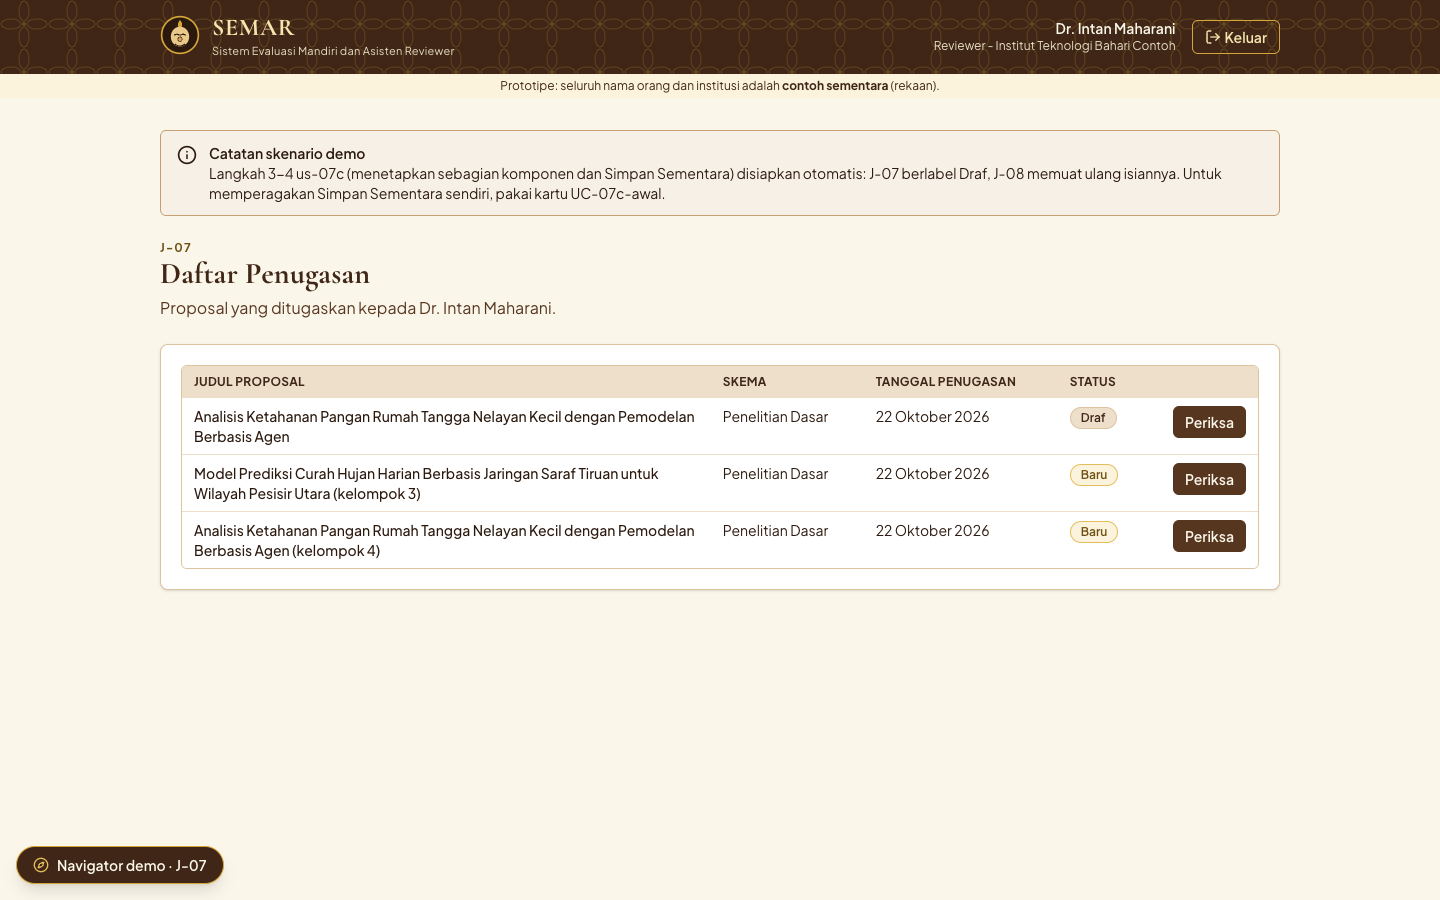 SEMAR
Sistem Evaluasi Mandiri dan Asisten Reviewer
Dr. Intan Maharani
Reviewer - Institut Teknologi Bahari Contoh
Keluar
Prototipe: seluruh nama orang dan institusi adalah contoh sementara (rekaan).
Catatan skenario demo
Langkah 3–4 us-07c (menetapkan sebagian komponen dan Simpan Sementara) disiapkan otomatis: J-07 berlabel Draf, J-08 memuat ulang isiannya. Untuk
memperagakan Simpan Sementara sendiri, pakai kartu UC-07c-awal.
J-07
Daftar Penugasan
Proposal yang ditugaskan kepada Dr. Intan Maharani.
JUDUL PROPOSAL SKEMA TANGGAL PENUGASAN STATUS
Analisis Ketahanan Pangan Rumah Tangga Nelayan Kecil dengan Pemodelan
Berbasis Agen
Penelitian Dasar 22 Oktober 2026 Draf Periksa
Model Prediksi Curah Hujan Harian Berbasis Jaringan Saraf Tiruan untuk
Wilayah Pesisir Utara (kelompok 3)
Penelitian Dasar 22 Oktober 2026 Baru Periksa
Analisis Ketahanan Pangan Rumah Tangga Nelayan Kecil dengan Pemodelan
Berbasis Agen (kelompok 4)
Penelitian Dasar 22 Oktober 2026 Baru Periksa
Navigator demo · J-07